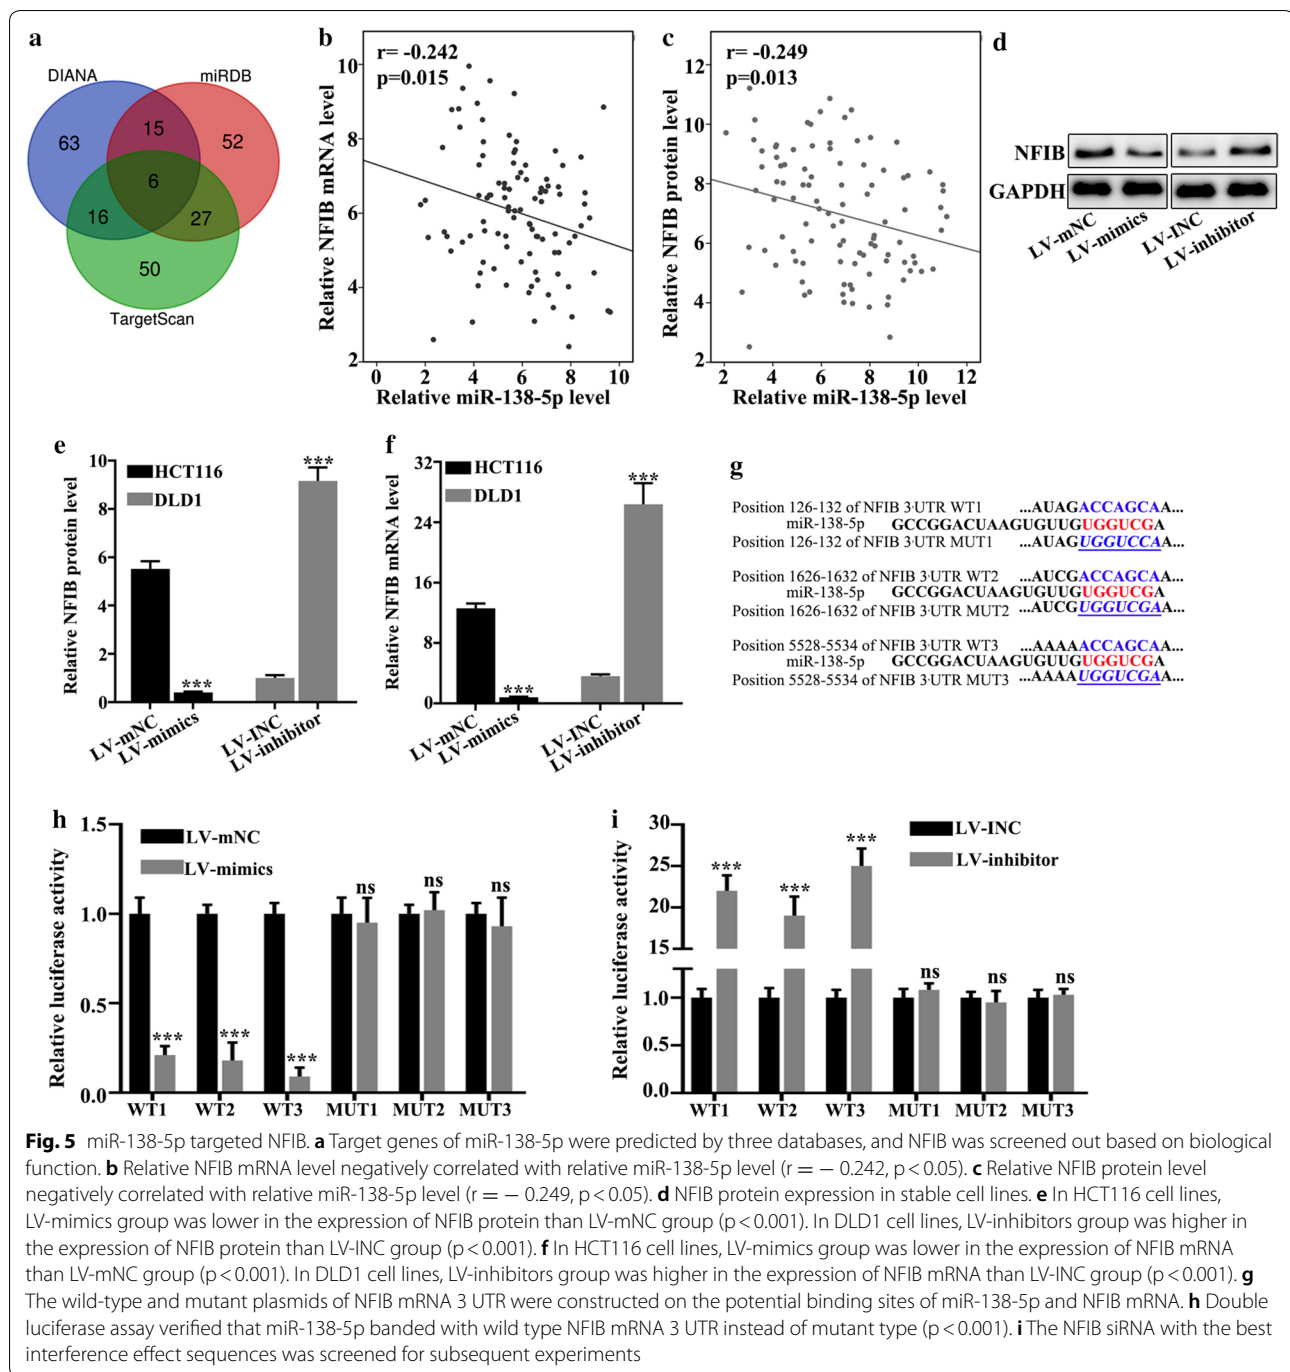 a
DIANA
miRDB
63
15
52
6
16
27
50
TargetScan
b
r= -0.242
p=0.015
Relative NFIB mRNA level
10
8
6
4
2
0 2 4 6 8 10
Relative miR-138-5p level
c
r= -0.249
p=0.013
Relative NFIB protein level
12
10
8
6
4
2
2 4 6 8 10 12
Relative miR-138-5p level
d
NFIB
GAPDH
LV-mNC
LV-mimics
LV-INC
LV-inhibitor
e
Relative NFIB protein level
10
8
6
4
2
0
HCT116
DLD1
***
***
LV-mNC
LV-mimics
LV-INC
LV-inhibitor
f
Relative NFIB mRNA level
32
24
16
8
0
HCT116
DLD1
***
***
LV-mNC
LV-mimics
LV-INC
LV-inhibitor
g
Position 126-132 of NFIB 3'UTR WT1 ...AUAGACCAGCAA...
miR-138-5p GCCGGACUAAGUGUUGUGGUCGA
Position 126-132 of NFIB 3'UTR MUT1 ...AUAGUGGUCCAA...
Position 1626-1632 of NFIB 3'UTR WT2 ...AUCGACCAGCAA...
miR-138-5p GCCGGACUAAGUGUUGUGGUCGA
Position 1626-1632 of NFIB 3'UTR MUT2 ...AUCGUGGUCGAA...
Position 5528-5534 of NFIB 3'UTR WT3 ...AAAAACCAGCAA...
miR-138-5p GCCGGACUAAGUGUUGUGGUCGA
Position 5528-5534 of NFIB 3'UTR MUT3 ...AAAAUGGUCGAA...
h
Relative luciferase activity
1.5
1.0
0.5
0.0
LV-mNC
LV-mimics
***
***
***
ns
ns
ns
WT1 WT2 WT3 MUT1 MUT2 MUT3
i
Relative luciferase activity
30
25
20
15
1.0
0.5
0.0
LV-INC
LV-inhibitor
***
***
***
ns
ns
ns
WT1 WT2 WT3 MUT1 MUT2 MUT3
Fig. 5 miR-138-5p targeted NFIB. a Target genes of miR-138-5p were predicted by three databases, and NFIB was screened out based on biological
function. b Relative NFIB mRNA level negatively correlated with relative miR-138-5p level (r = − 0.242, p < 0.05). c Relative NFIB protein level
negatively correlated with relative miR-138-5p level (r = − 0.249, p < 0.05). d NFIB protein expression in stable cell lines. e In HCT116 cell lines,
LV-mimics group was lower in the expression of NFIB protein than LV-mNC group (p < 0.001). In DLD1 cell lines, LV-inhibitors group was higher in
the expression of NFIB protein than LV-INC group (p < 0.001). f In HCT116 cell lines, LV-mimics group was lower in the expression of NFIB mRNA
than LV-mNC group (p < 0.001). In DLD1 cell lines, LV-inhibitors group was higher in the expression of NFIB mRNA than LV-INC group (p < 0.001). g
The wild-type and mutant plasmids of NFIB mRNA 3 UTR were constructed on the potential binding sites of miR-138-5p and NFIB mRNA. h Double
luciferase assay verified that miR-138-5p banded with wild type NFIB mRNA 3 UTR instead of mutant type (p < 0.001). i The NFIB siRNA with the best
interference effect sequences was screened for subsequent experiments